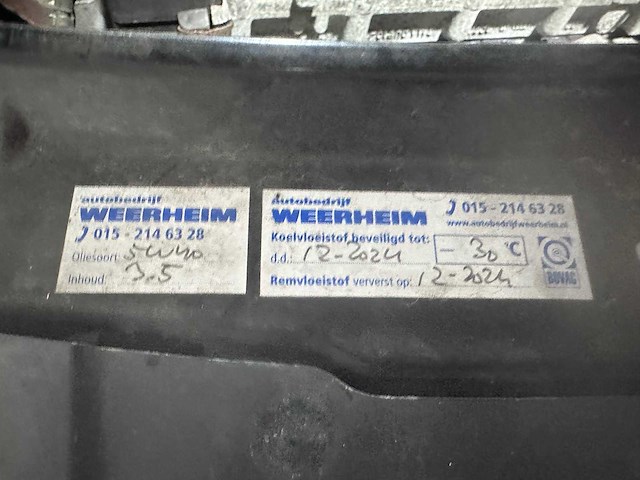 autobedrijf
WEERHEIM
015 - 214 63 28
Oliesoort: 5W40
Inhoud: 3.5
autobedrijf
WEERHEIM
015 - 214 63 28
www.autobedrijfweerheim.nl
Koelvloeistof beveiligd tot: - 30 °C
d.d.: 12-2024
Remvloeistof ververst op: 12-2024
BOVAG